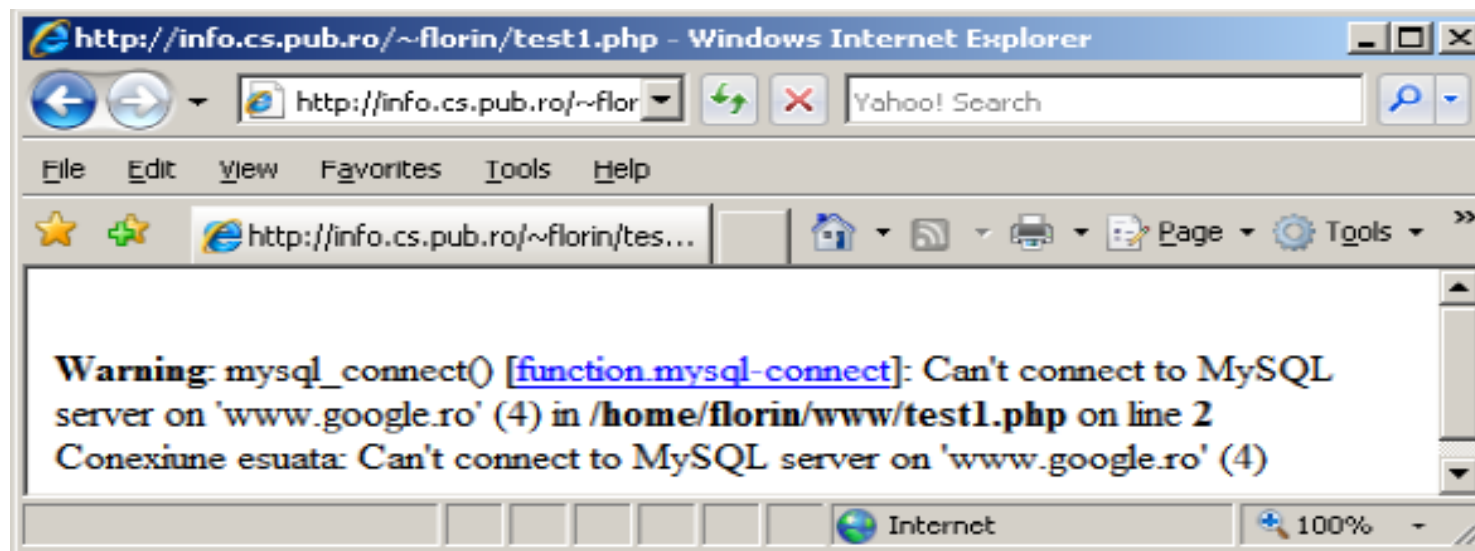 http://info.cs.pub.ro/~florin/test1.php - Windows Internet Explorer
http://info.cs.pub.ro/~flor
Yahoo! Search
File Edit View Favorites Tools Help
http://info.cs.pub.ro/~florin/tes...
Page Tools »
Warning: mysql_connect() [function.mysql-connect]: Can't connect to MySQL
server on 'www.google.ro' (4) in /home/florin/www/test1.php on line 2
Conexiune esuata: Can't connect to MySQL server on 'www.google.ro' (4)
Internet 100%